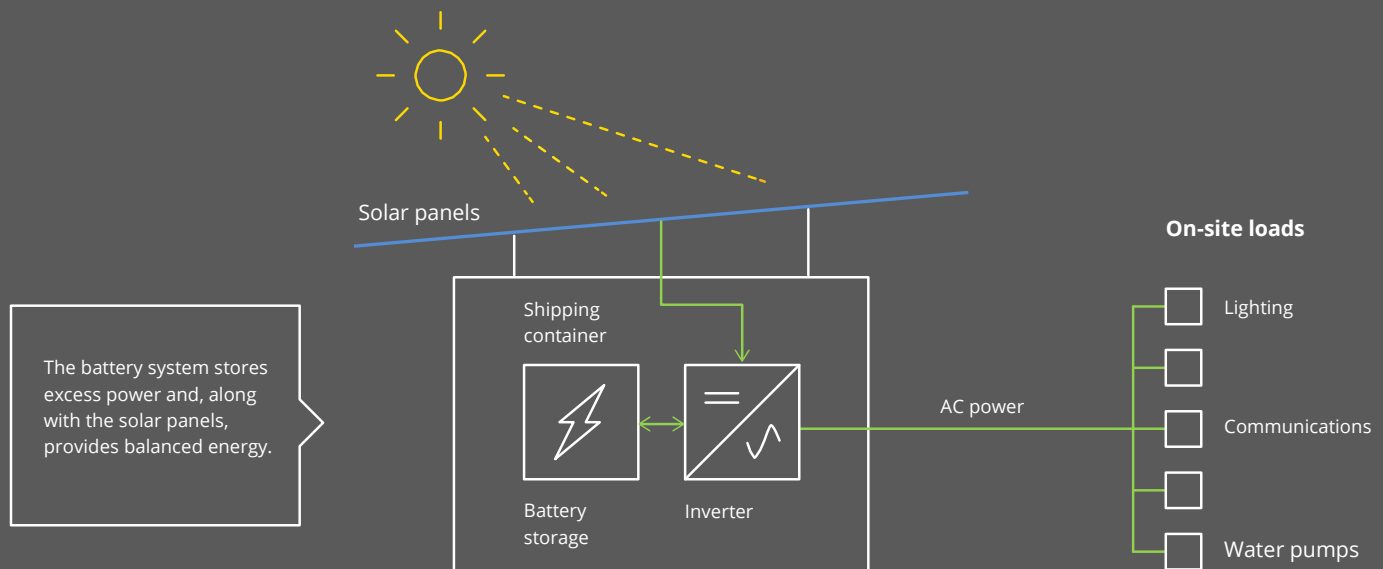 Solar panels
On-site loads
Shipping
container
Lighting
The battery system stores
excess power and, along
with the solar panels,
provides balanced energy.
AC power
Communications
Battery
storage
Inverter
Water pumps